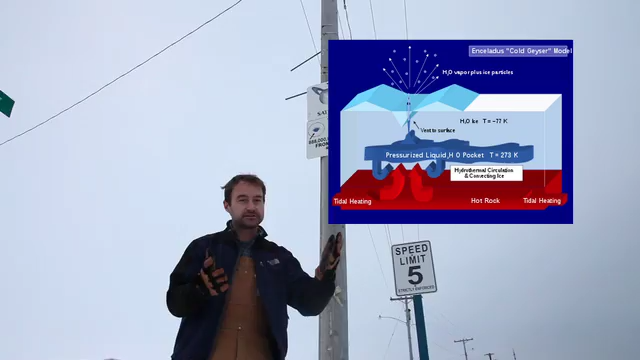 Enceladus "Cold Geyser" Model
H₂O vapor plus ice particles
H₂O Ice T = ~77 K
Vent to surface
Pressurized Liquid H₂O Pocket T = 273 K
Hydrothermal Circulation
& Convecting Ice
Tidal Heating
Hot Rock
Tidal Heating
SPEED
LIMIT
5
STRICTLY ENFORCED